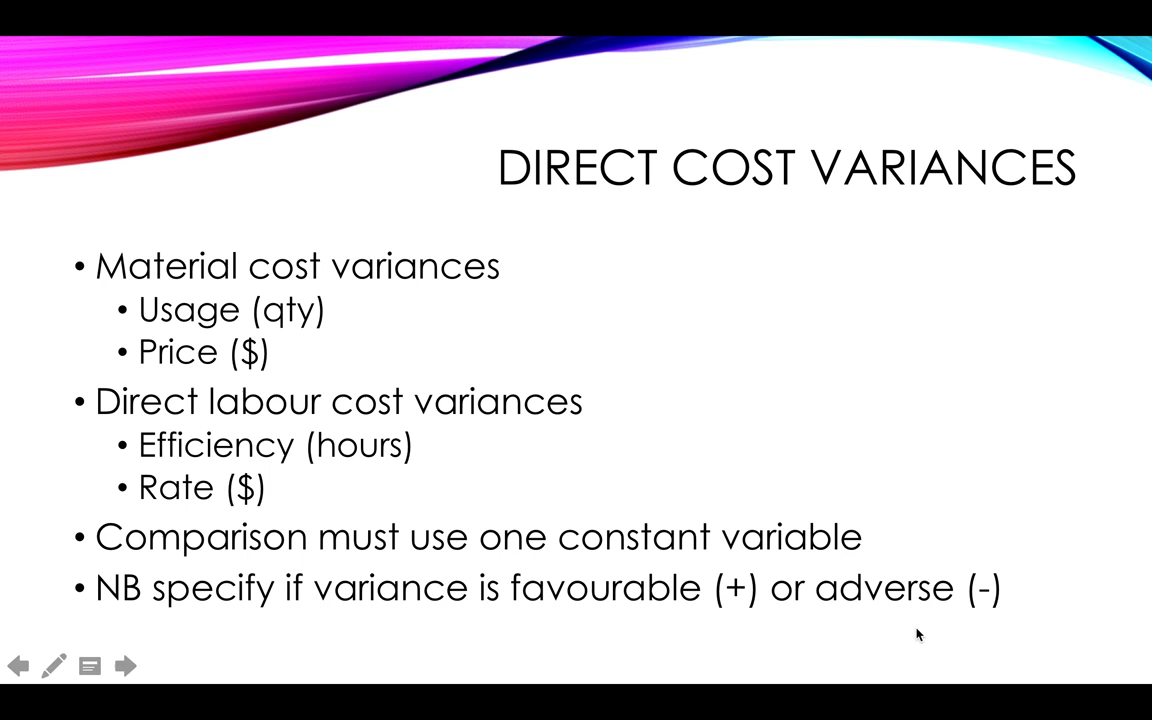 DIRECT COST VARIANCES
• Material cost variances
• Usage (qty)
• Price ($)
• Direct labour cost variances
• Efficiency (hours)
• Rate ($)
• Comparison must use one constant variable
• NB specify if variance is favourable (+) or adverse (-)